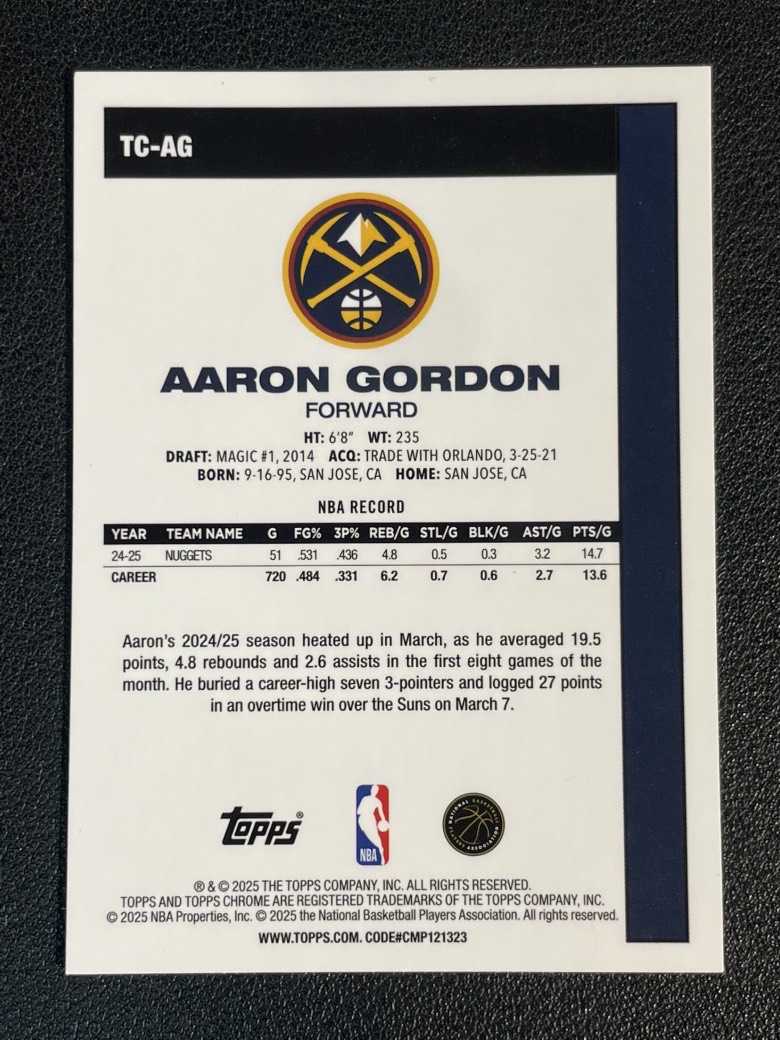 TC-AG
AARON GORDON
FORWARD
HT: 6'8" WT: 235
DRAFT: MAGIC #1, 2014 ACQ: TRADE WITH ORLANDO, 3-25-21
BORN: 9-16-95, SAN JOSE, CA HOME: SAN JOSE, CA
NBA RECORD
YEAR TEAM NAME G FG% 3P% REB/G STL/G BLK/G AST/G PTS/G
24-25 NUGGETS 51 .531 .436 4.8 0.5 0.3 3.2 14.7
CAREER 720 .484 .331 6.2 0.7 0.6 2.7 13.6
Aaron's 2024/25 season heated up in March, as he averaged 19.5
points, 4.8 rebounds and 2.6 assists in the first eight games of the
month. He buried a career-high seven 3-pointers and logged 27 points
in an overtime win over the Suns on March 7.
Topps®
NBA
NATIONAL BASKETBALL PLAYERS ASSOCIATION
® & © 2025 THE TOPPS COMPANY, INC. ALL RIGHTS RESERVED.
TOPPS AND TOPPS CHROME ARE REGISTERED TRADEMARKS OF THE TOPPS COMPANY, INC.
© 2025 NBA Properties, Inc. © 2025 the National Basketball Players Association. All rights reserved.
WWW.TOPPS.COM. CODE#CMP121323